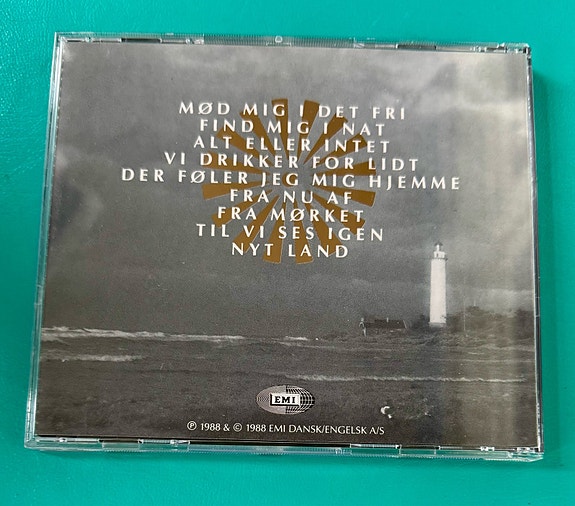 MØD MIG I DET FRI
FIND MIG I NAT
ALT ELLER INTET
VI DRIKKER FOR LIDT
DER FØLER JEG MIG HJEMME
FRA NU AF
FRA MØRKET
TIL VI SES IGEN
NYT LAND
EMI
Ⓟ 1988 & © 1988 EMI DANSK/ENGELSK A/S